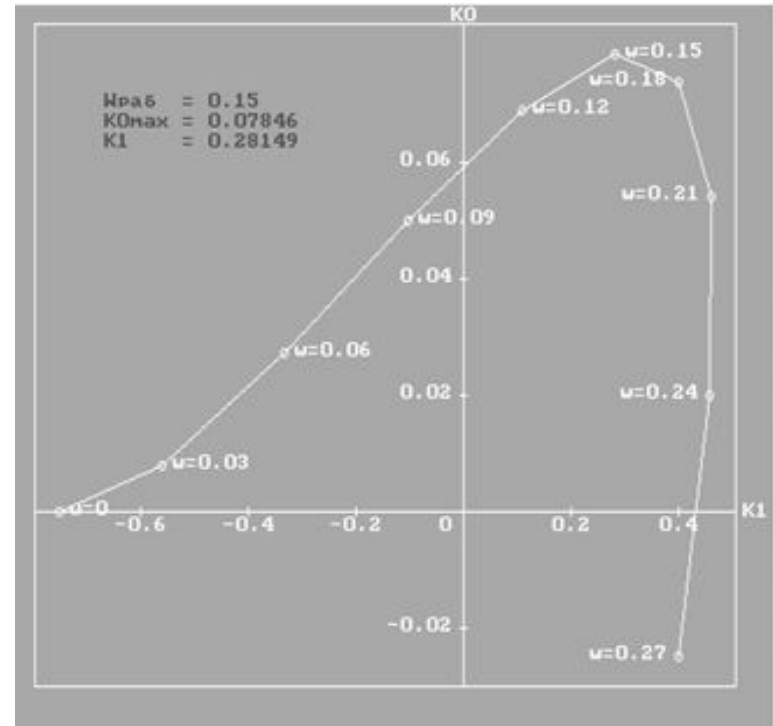 K0
w=0.15
w=0.18
Wраб = 0.15
K0max = 0.07846
K1 = 0.28149
w=0.12
0.06
w=0.21
w=0.09
0.04
w=0.06
0.02
w=0.24
w=0.03
w=0
K1
-0.6
-0.4
-0.2
0
0.2
0.4
-0.02
w=0.27